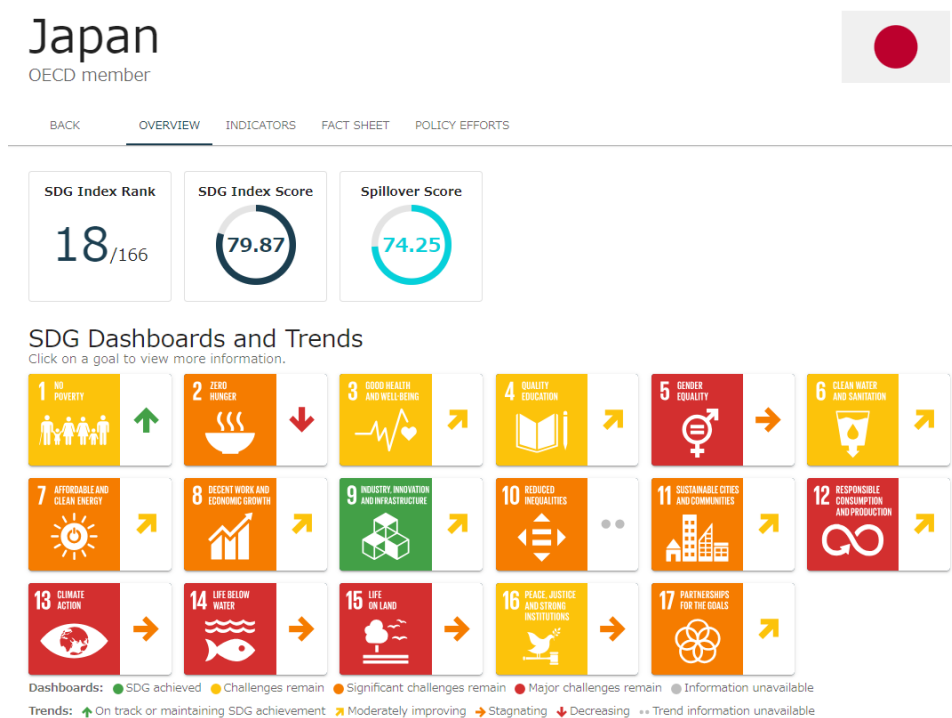 Japan
OECD member
BACK OVERVIEW INDICATORS FACT SHEET POLICY EFFORTS
SDG Index Rank
18/166
SDG Index Score
79.87
Spillover Score
74.25
SDG Dashboards and Trends
Click on a goal to view more information.
1 NO
POVERTY
2 ZERO
HUNGER
3 GOOD HEALTH
AND WELL-BEING
4 QUALITY
EDUCATION
5 GENDER
EQUALITY
6 CLEAN WATER
AND SANITATION
7 AFFORDABLE AND
CLEAN ENERGY
8 DECENT WORK AND
ECONOMIC GROWTH
9 INDUSTRY, INNOVATION
AND INFRASTRUCTURE
10 REDUCED
INEQUALITIES
11 SUSTAINABLE CITIES
AND COMMUNITIES
12 RESPONSIBLE
CONSUMPTION
AND PRODUCTION
13 CLIMATE
ACTION
14 LIFE BELOW
WATER
15 LIFE
ON LAND
16 PEACE, JUSTICE
AND STRONG
INSTITUTIONS
17 PARTNERSHIPS
FOR THE GOALS
Dashboards: SDG achieved Challenges remain Significant challenges remain Major challenges remain Information unavailable
Trends: On track or maintaining SDG achievement Moderately improving Stagnating Decreasing Trend information unavailable